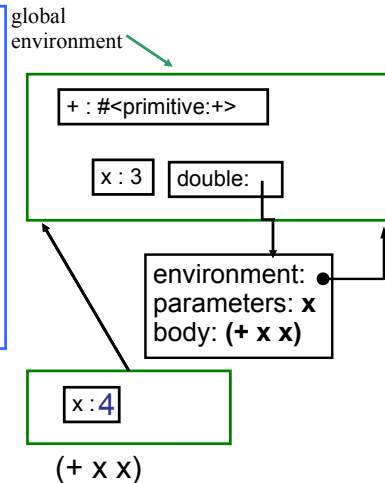 global
environment
+ : #<primitive:+>
x : 3
double:
environment:
parameters: x
body: (+ x x)
x : 4
(+ x x)